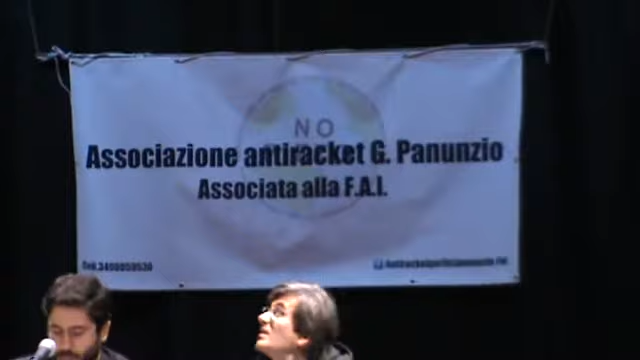 NO
Associazione antiracket G. Panunzio
Associata alla F.A.I.